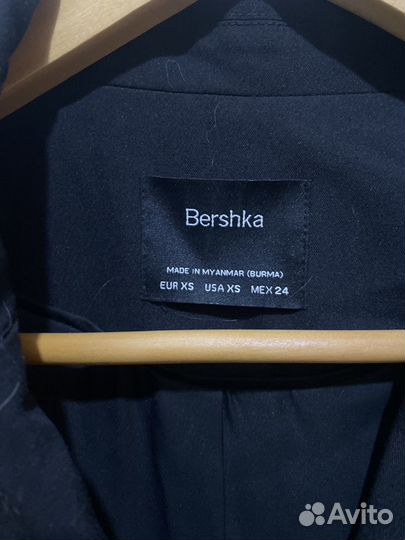 Bershka
MADE IN MYANMAR (BURMA)
EUR XS USA XS MEX 24
Avito